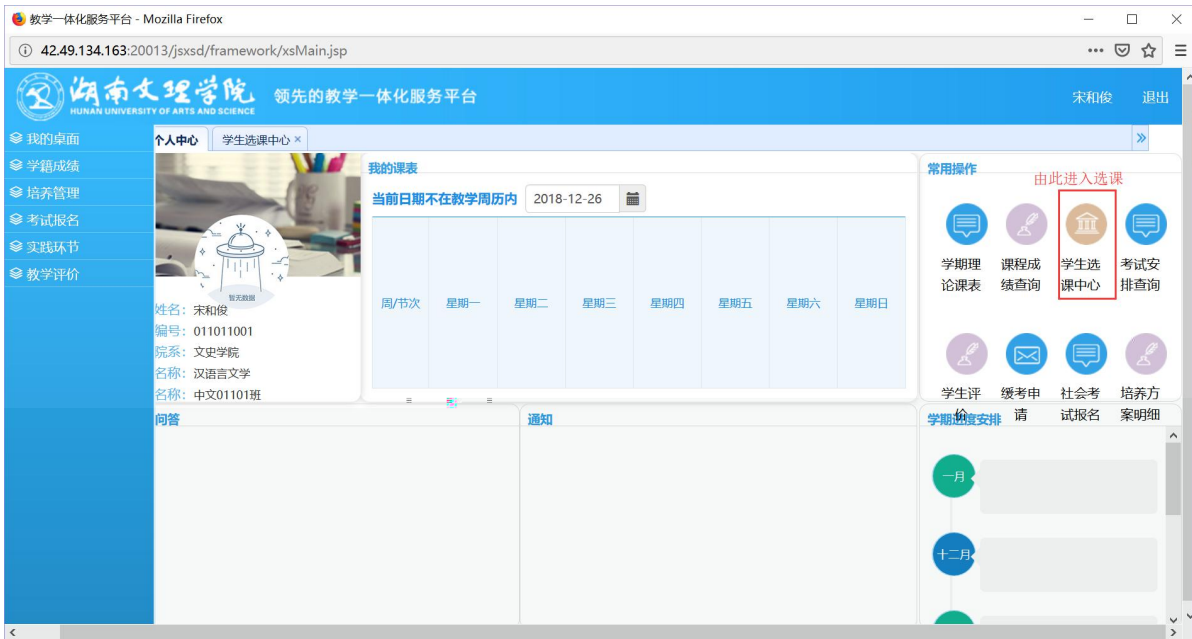 教学一体化服务平台 - Mozilla Firefox
42.49.134.163:20013/jsxsd/framework/xsMain.jsp
湖南文理学院
HUNAN UNIVERSITY OF ARTS AND SCIENCE
领先的教学一体化服务平台
宋和俊 退出
我的桌面
学籍成绩
培养管理
考试报名
实践环节
教学评价
个人中心 学生选课中心 ×
暂无数据
姓名: 宋和俊
编号: 011011001
院系: 文史学院
名称: 汉语言文学
名称: 中文01101班
我的课表
当前日期不在教学周历内 2018-12-26
周/节次 星期一 星期二 星期三 星期四 星期五 星期六 星期日
常用操作
由此进入选课
学期理论课表
课程成绩查询
学生选课中心
考试安排查询
学生评价
缓考申请
社会考试报名
培养方案明细
问答
通知
学期进度安排
一月
十二月